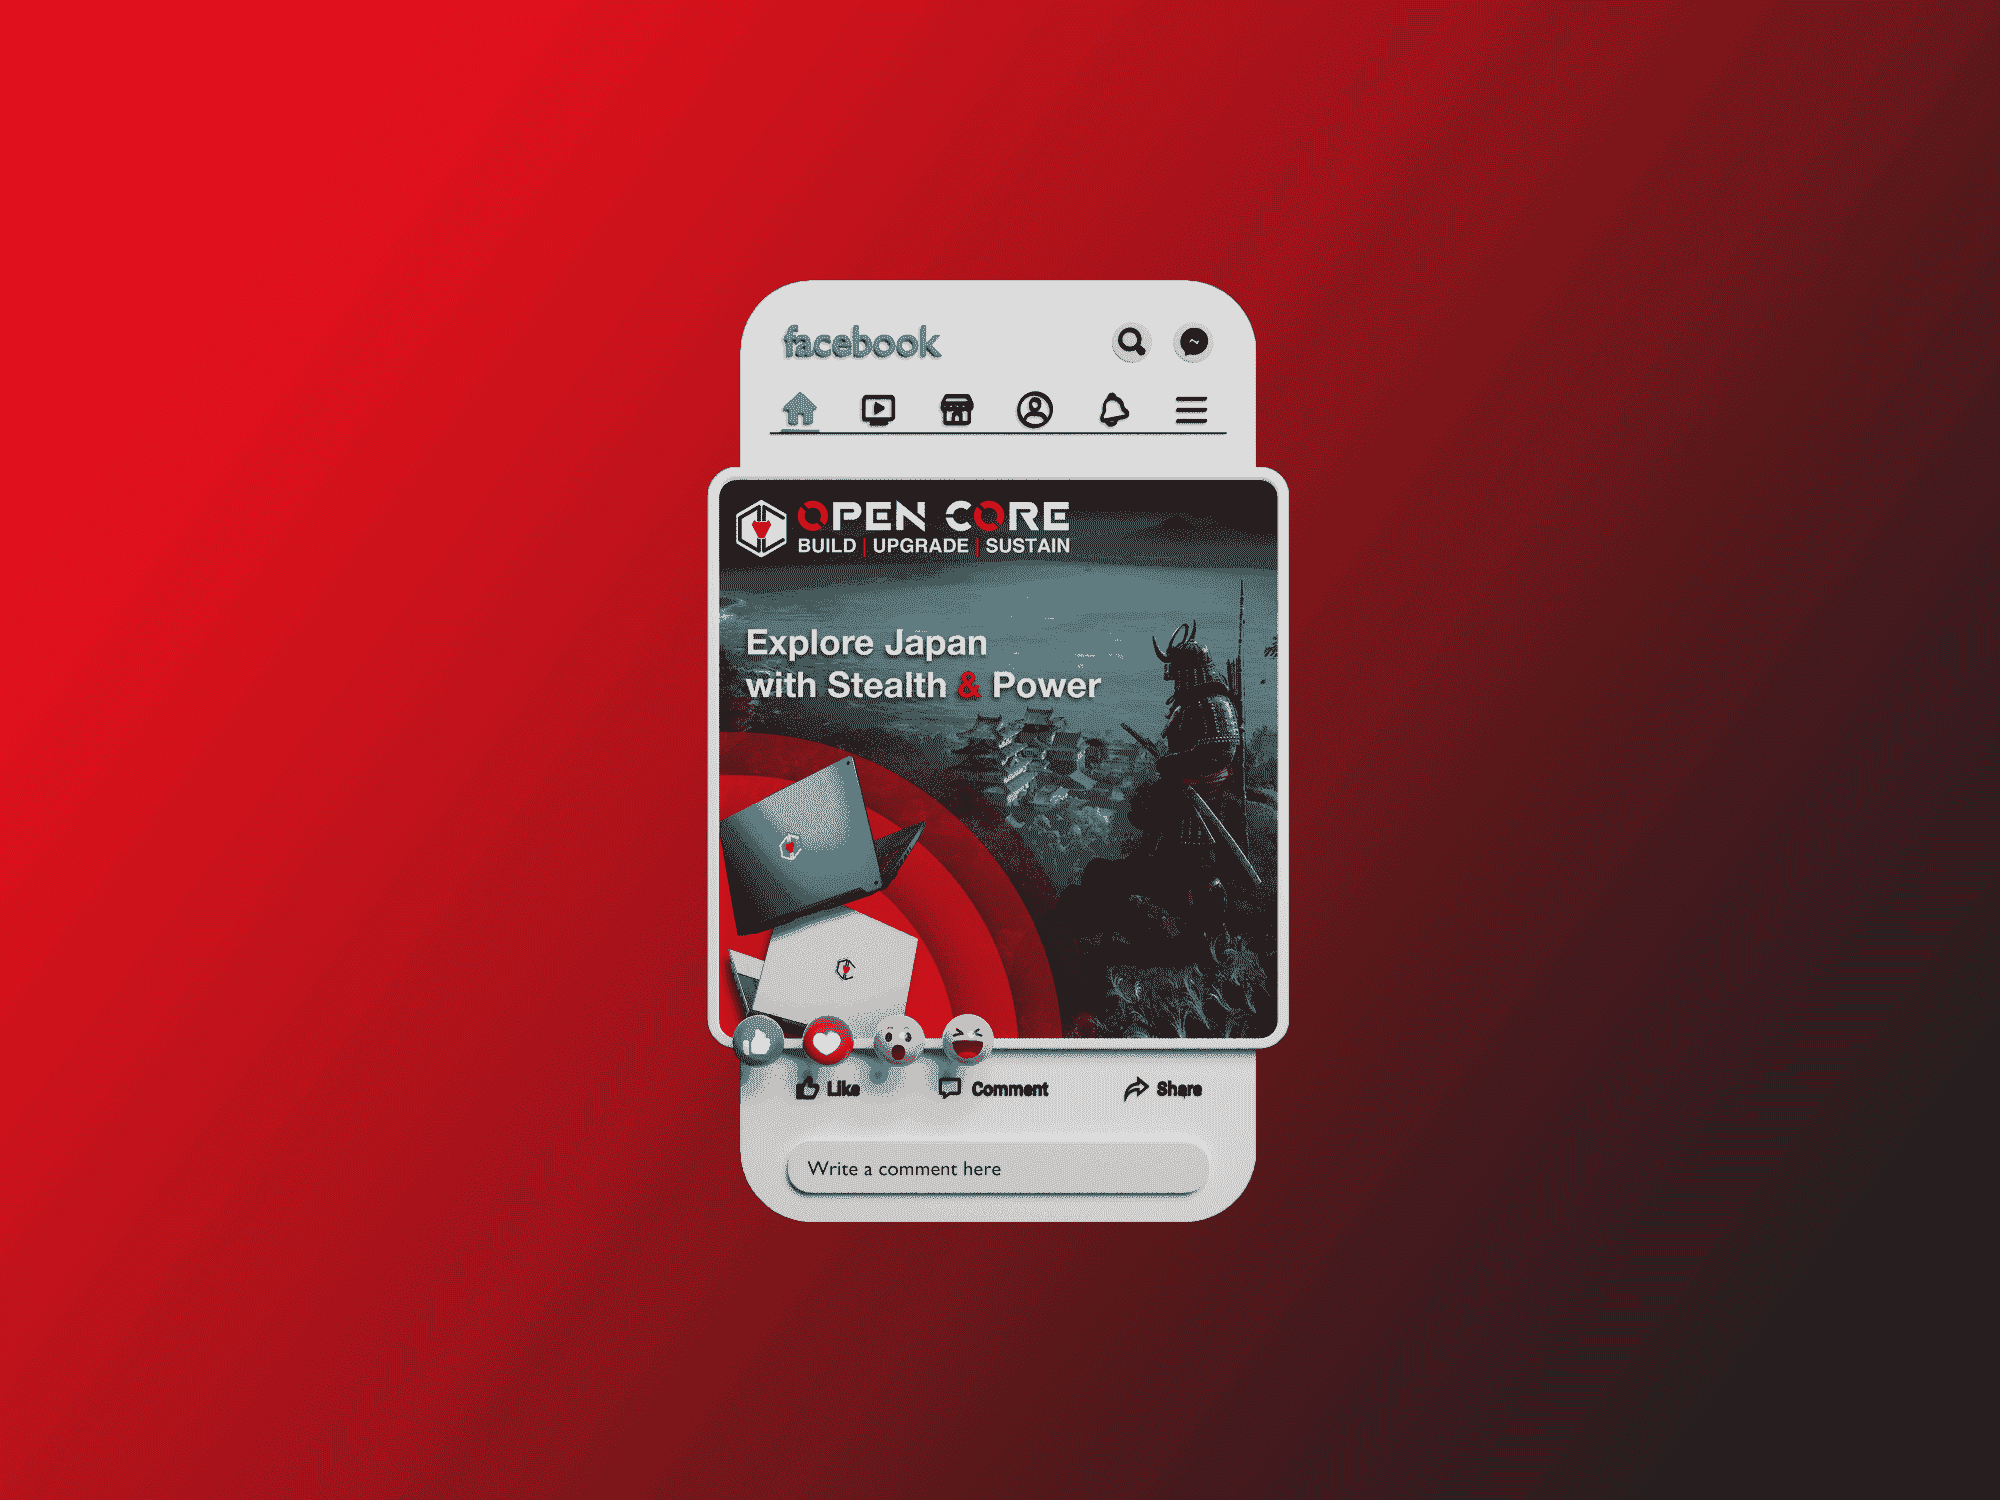 facebook
OPEN CORE
BUILD | UPGRADE | SUSTAIN
Explore Japan
with Stealth & Power
Like Comment Share
Write a comment here